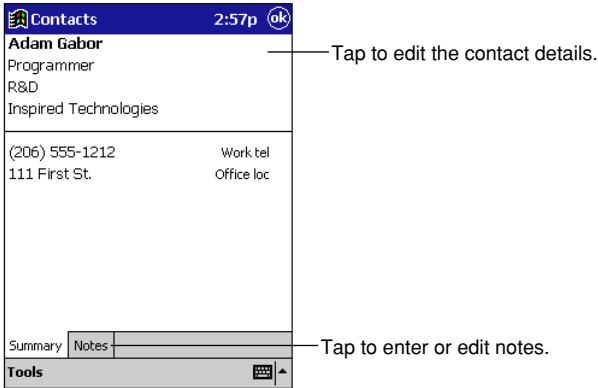 Contacts 2:57p ok
Adam Gabor
Tap to edit the contact details.
Programmer
R&D
Inspired Technologies
(206) 555-1212 Work tel
111 First St. Office loc
Summary Notes
Tap to enter or edit notes.
Tools